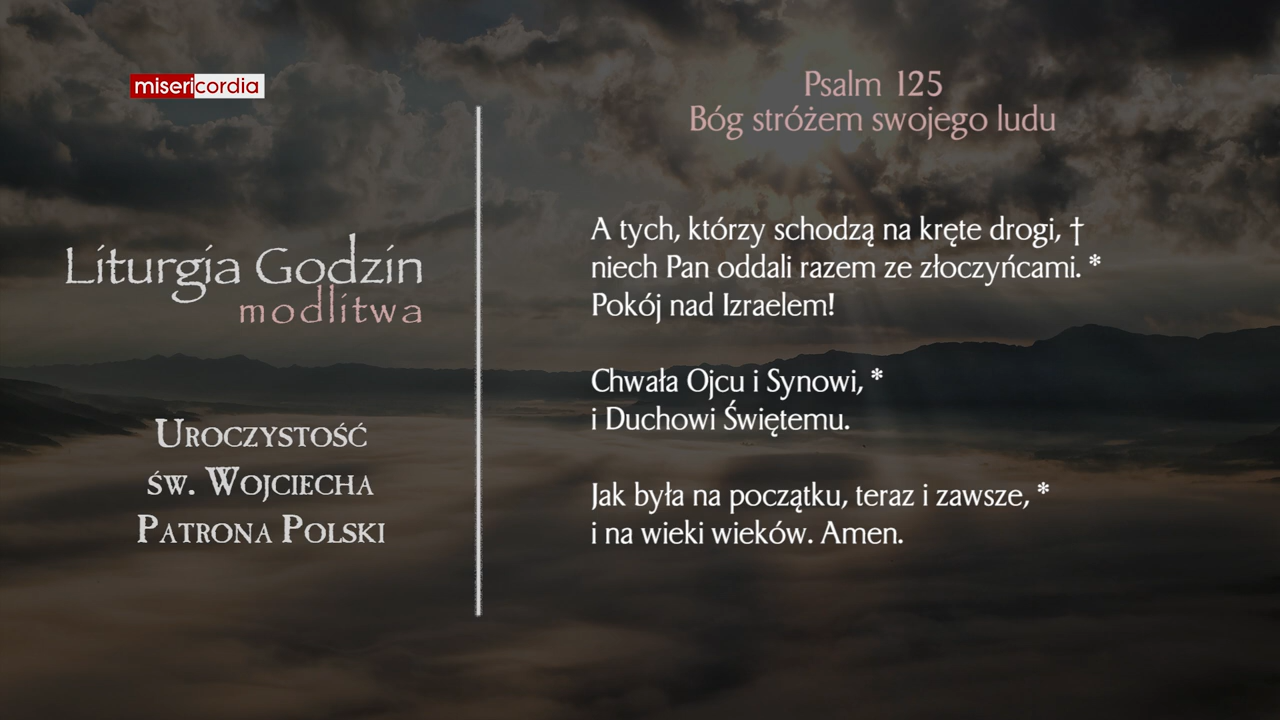 misericordia
Liturgia Godzin
modlitwa
Uroczystość
św. Wojciecha
Patrona Polski
Psalm 125
Bóg stróżem swojego ludu
A tych, którzy schodzą na kręte drogi, †
niech Pan oddali razem ze złoczyńcami. *
Pokój nad Izraelem!
Chwała Ojcu i Synowi, *
i Duchowi Świętemu.
Jak była na początku, teraz i zawsze, *
i na wieki wieków. Amen.